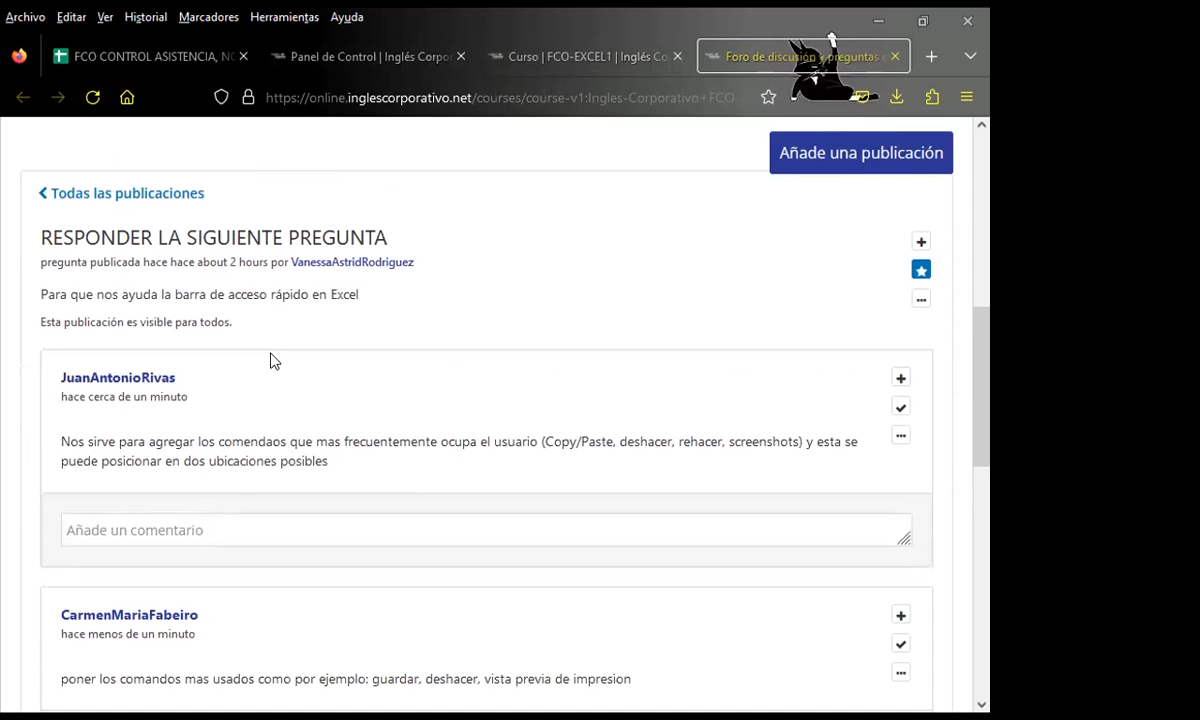 Archivo Editar Ver Historial Marcadores Herramientas Ayuda
FCO CONTROL ASISTENCIA, NO Panel de Control | Inglés Corpo Curso | FCO-EXCEL1 | Inglés Co Foro de discusión y preguntas
https://online.inglescorporativo.net/courses/course-v1:Ingles-Corporativo+FCO
Añade una publicación
Todas las publicaciones
RESPONDER LA SIGUIENTE PREGUNTA
pregunta publicada hace hace about 2 hours por VanessaAstridRodriguez
Para que nos ayuda la barra de acceso rápido en Excel
Esta publicación es visible para todos.
JuanAntonioRivas
hace cerca de un minuto
Nos sirve para agregar los comendaos que mas frecuentemente ocupa el usuario (Copy/Paste, deshacer, rehacer, screenshots) y esta se
puede posicionar en dos ubicaciones posibles
Añade un comentario
CarmenMariaFabeiro
hace menos de un minuto
poner los comandos mas usados como por ejemplo: guardar, deshacer, vista previa de impresion